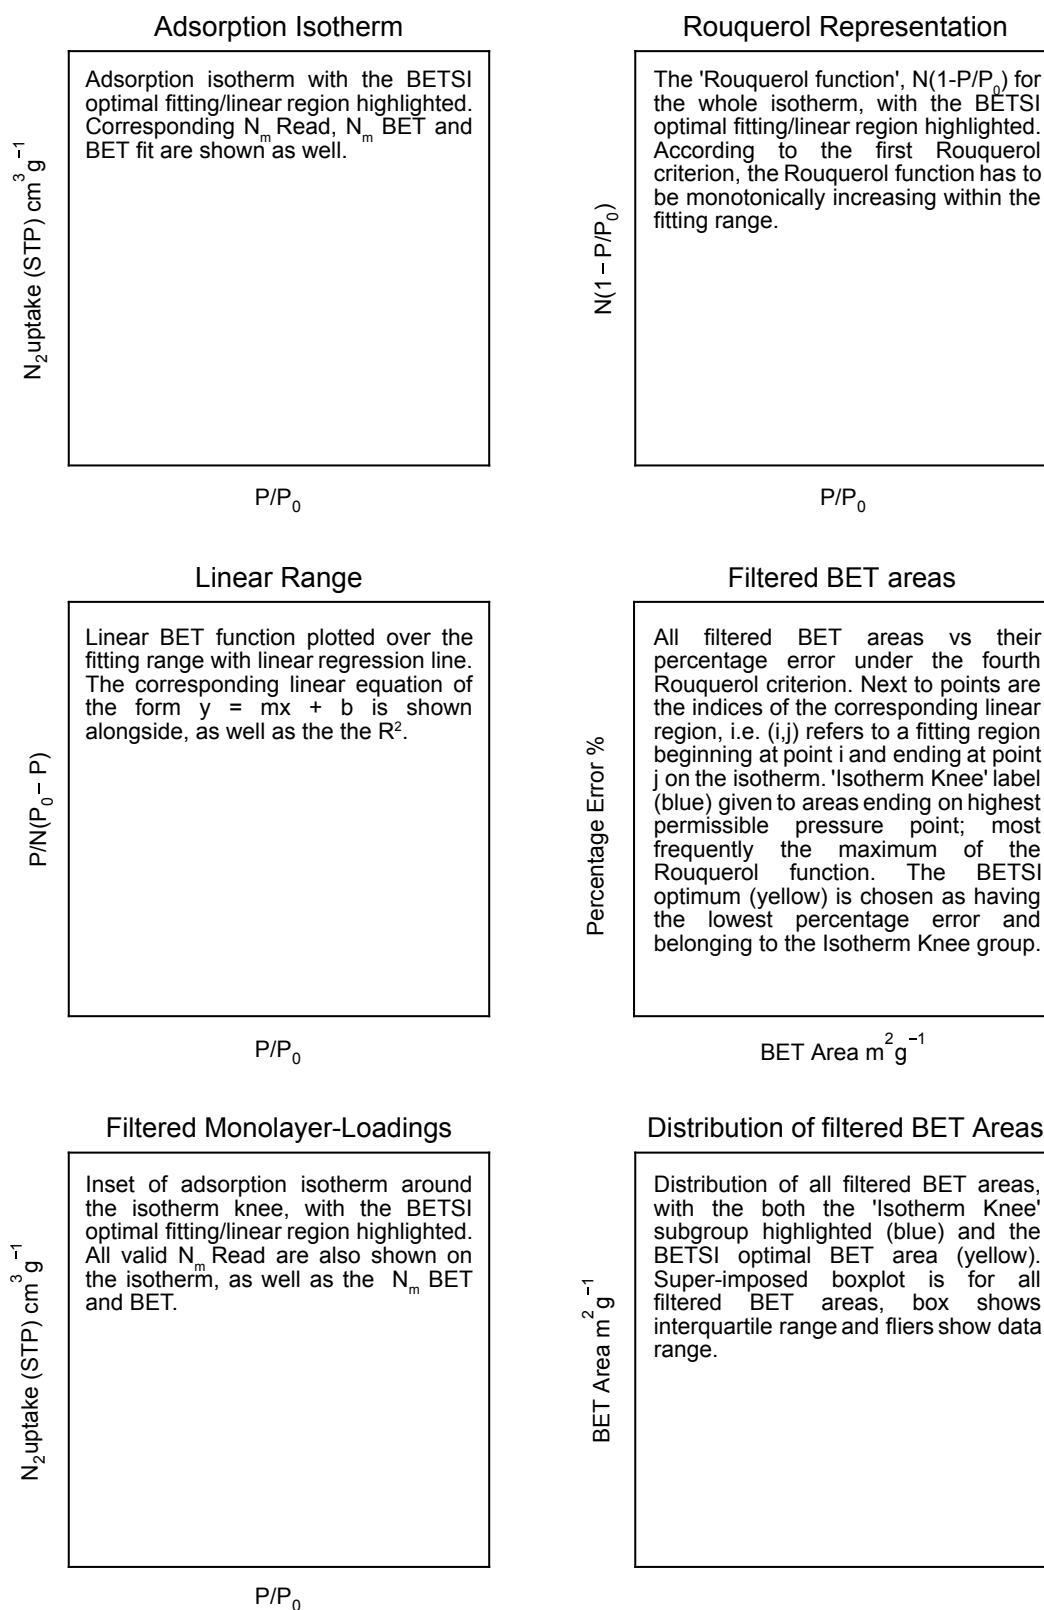 Adsorption Isotherm
N₂uptake (STP) cm³ g⁻¹
Adsorption isotherm with the BETSI
optimal fitting/linear region highlighted.
Corresponding Nₘ Read, Nₘ BET and
BET fit are shown as well.
P/P₀
Rouquerol Representation
N(1 − P/P₀)
The 'Rouquerol function', N(1-P/P₀) for
the whole isotherm, with the BETSI
optimal fitting/linear region highlighted.
According to the first Rouquerol
criterion, the Rouquerol function has to
be monotonically increasing within the
fitting range.
P/P₀
Linear Range
P/N(P₀ − P)
Linear BET function plotted over the
fitting range with linear regression line.
The corresponding linear equation of
the form y = mx + b is shown
alongside, as well as the the R².
P/P₀
Filtered BET areas
Percentage Error %
All filtered BET areas vs their
percentage error under the fourth
Rouquerol criterion. Next to points are
the indices of the corresponding linear
region, i.e. (i,j) refers to a fitting region
beginning at point i and ending at point
j on the isotherm. 'Isotherm Knee' label
(blue) given to areas ending on highest
permissible pressure point; most
frequently the maximum of the
Rouquerol function. The BETSI
optimum (yellow) is chosen as having
the lowest percentage error and
belonging to the Isotherm Knee group.
BET Area m² g⁻¹
Filtered Monolayer-Loadings
N₂uptake (STP) cm³ g⁻¹
Inset of adsorption isotherm around
the isotherm knee, with the BETSI
optimal fitting/linear region highlighted.
All valid Nₘ Read are also shown on
the isotherm, as well as the Nₘ BET
and BET.
P/P₀
Distribution of filtered BET Areas
BET Area m² g⁻¹
Distribution of all filtered BET areas,
with the both the 'Isotherm Knee'
subgroup highlighted (blue) and the
BETSI optimal BET area (yellow).
Super-imposed boxplot is for all
filtered BET areas, box shows
interquartile range and fliers show data
range.